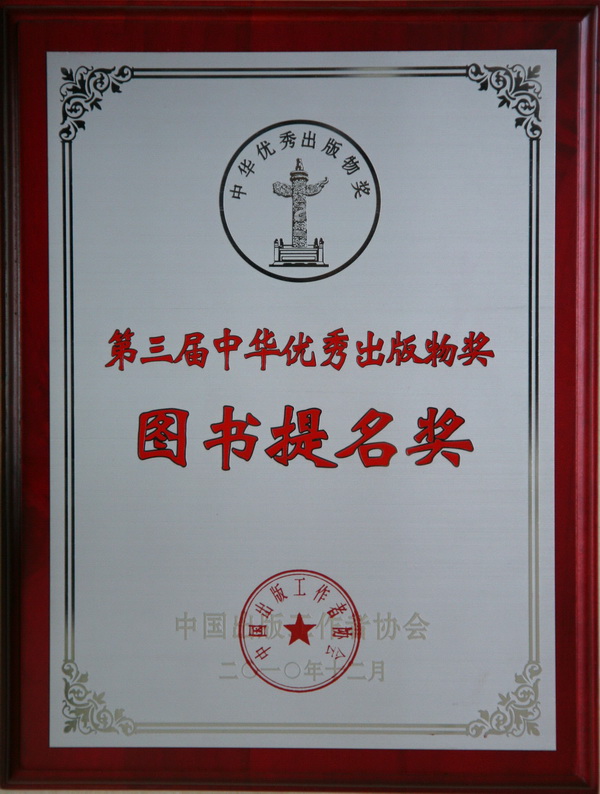 中华优秀出版物奖
第三届中华优秀出版物奖
图书提名奖
中国出版工作者协会
中国出版工作者协会
二〇一〇年十二月